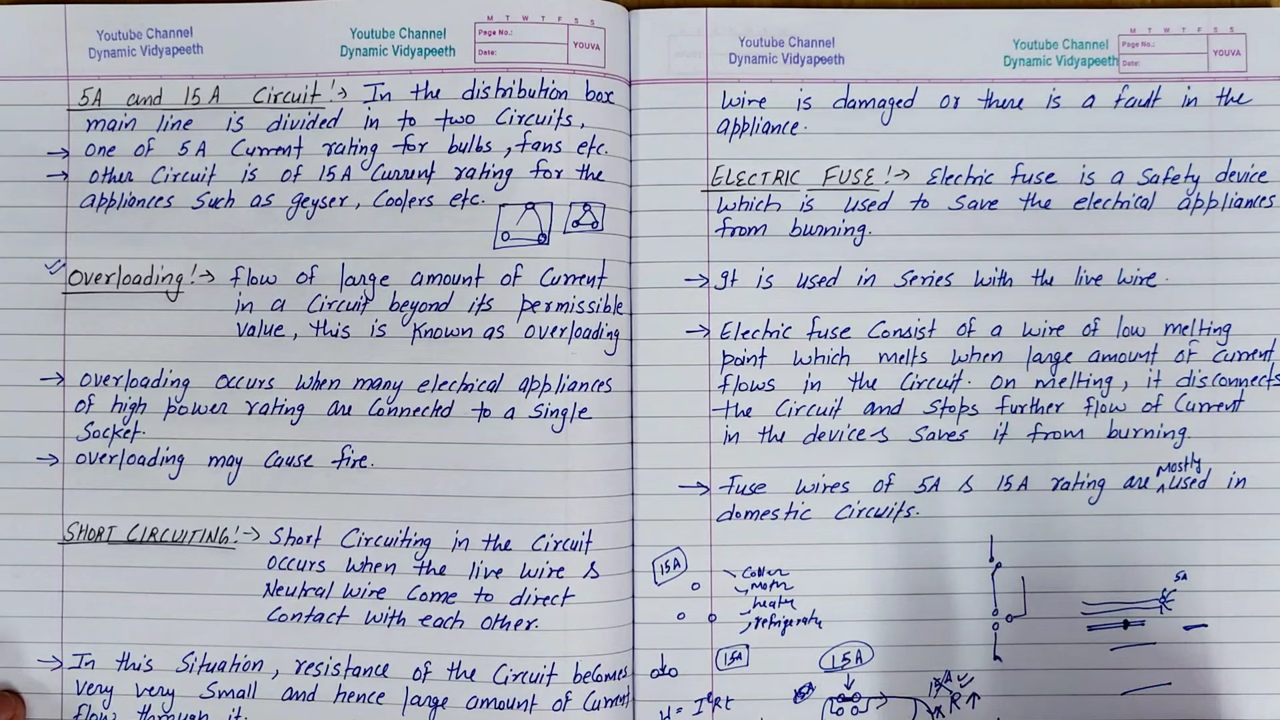 Youtube Channel
Dynamic Vidyapeeth
Youtube Channel
Dynamic Vidyapeeth
M T W T F S S
Page No.:
Date:
YOUVA
5A and 15A Circuit :→ In the distribution box
main line is divided in to two Circuits,
→ one of 5A Current rating for bulbs, fans etc.
→ other Circuit is of 15A Current rating for the
appliances Such as geyser, Coolers etc.
Overloading :→ flow of large amount of Current
in a Circuit beyond its permissible
value, this is known as overloading
→ overloading occurs when many electrical appliances
of high power rating are Connected to a Single
Socket.
→ overloading may Cause fire.
SHORT CIRCUITING :→ Short Circuiting in the Circuit
occurs when the live wire &
Neutral wire Come to direct
Contact with each other.
→ In this Situation, resistance of the Circuit becomes
very very Small and hence large amount of Current
flow through it.
Youtube Channel
Dynamic Vidyapeeth
Youtube Channel
Dynamic Vidyapeeth
M T W T F S S
Page No.:
Date:
YOUVA
wire is damaged or there is a fault in the
appliance.
ELECTRIC FUSE :→ Electric fuse is a Safety device
which is used to save the electrical appliances
from burning.
→ It is used in Series with the live wire.
→ Electric fuse Consist of a wire of low melting
point which melts when large amount of Current
flows in the Circuit. On melting, it disconnects
the Circuit and Stops further flow of Current
in the device & Saves it from burning.
→ fuse wires of 5A & 15A rating are Mostly used in
domestic Circuits.
15A
heater
refrigerator
5A
15A
15A
H = I²Rt
R↑